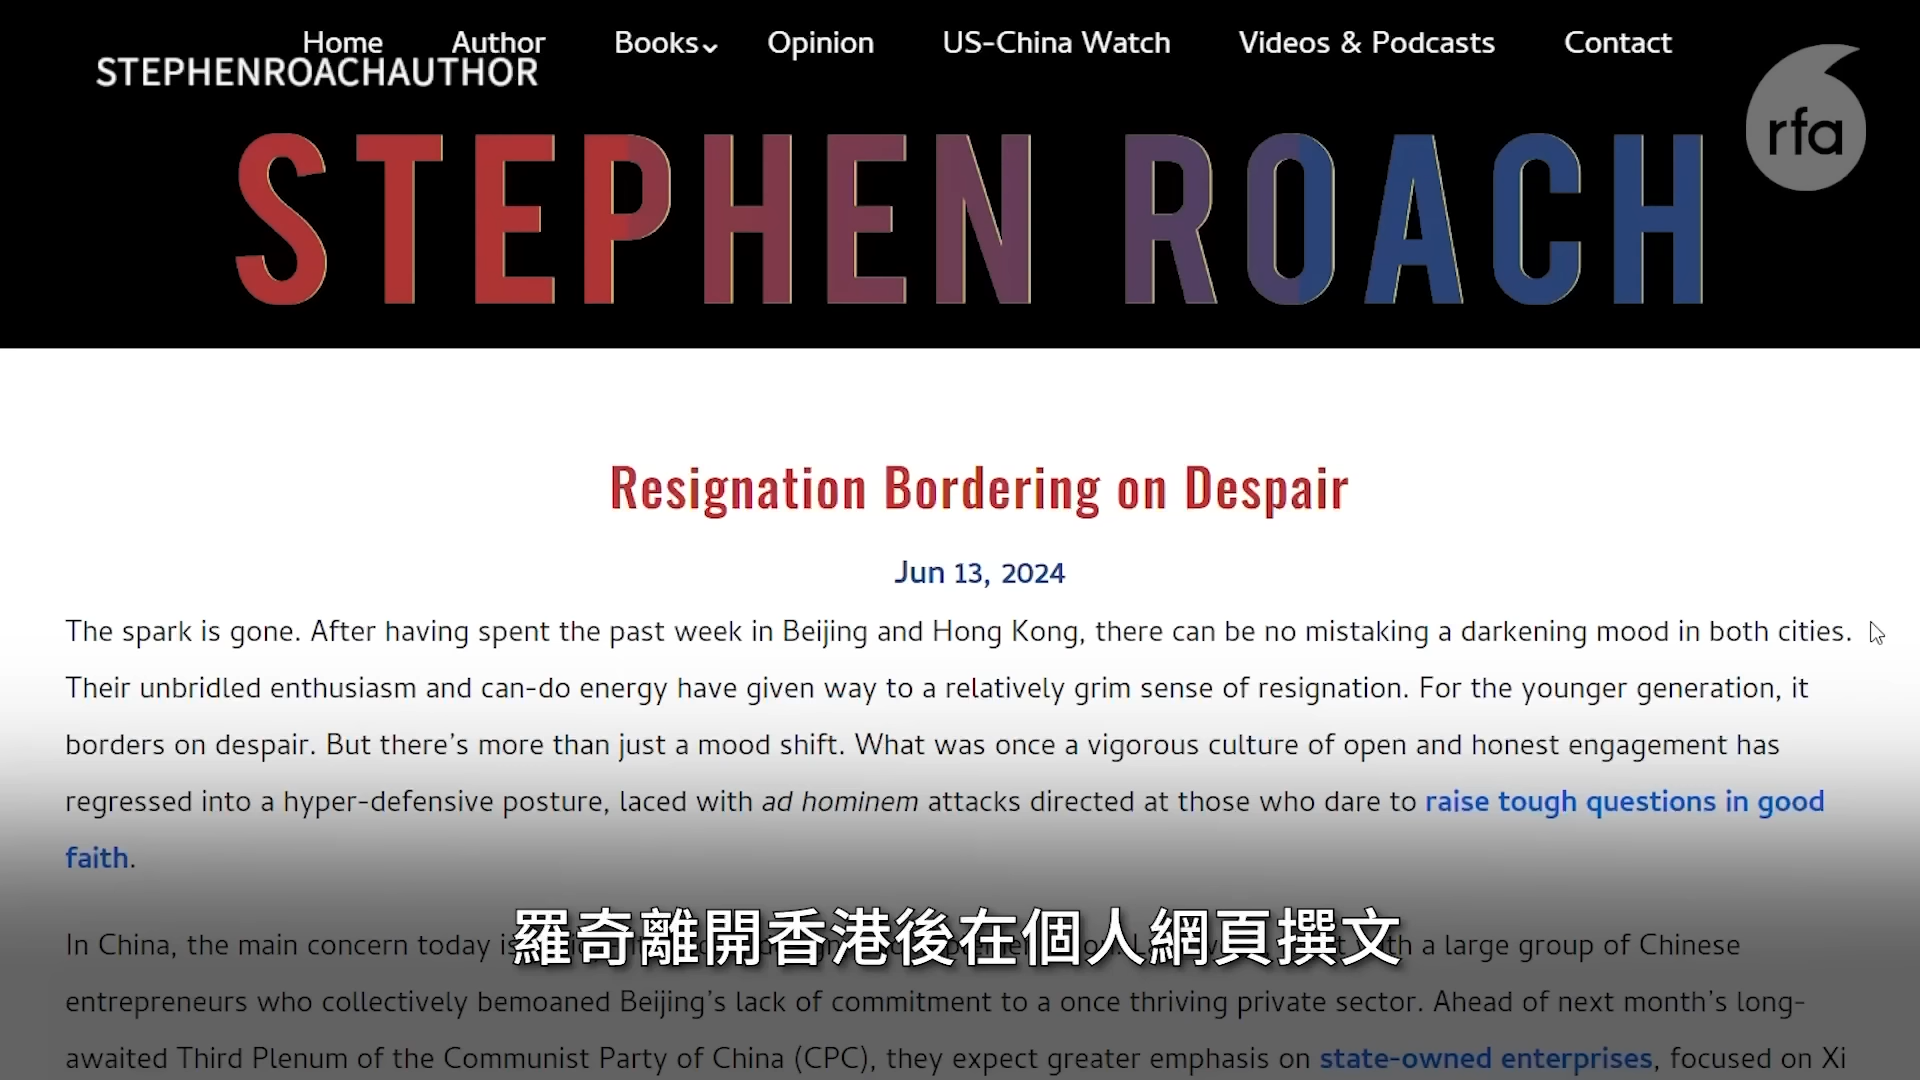 Home Author Books Opinion US-China Watch Videos & Podcasts Contact
STEPHENROACHAUTHOR
rfa
STEPHEN ROACH
Resignation Bordering on Despair
Jun 13, 2024
The spark is gone. After having spent the past week in Beijing and Hong Kong, there can be no mistaking a darkening mood in both cities.
Their unbridled enthusiasm and can-do energy have given way to a relatively grim sense of resignation. For the younger generation, it
borders on despair. But there’s more than just a mood shift. What was once a vigorous culture of open and honest engagement has
regressed into a hyper-defensive posture, laced with ad hominem attacks directed at those who dare to raise tough questions in good
faith.
羅奇離開香港後在個人網頁撰文
In China, the main concern today is a large group of Chinese
entrepreneurs who collectively bemoaned Beijing’s lack of commitment to a once thriving private sector. Ahead of next month’s long-
awaited Third Plenum of the Communist Party of China (CPC), they expect greater emphasis on state-owned enterprises, focused on Xi